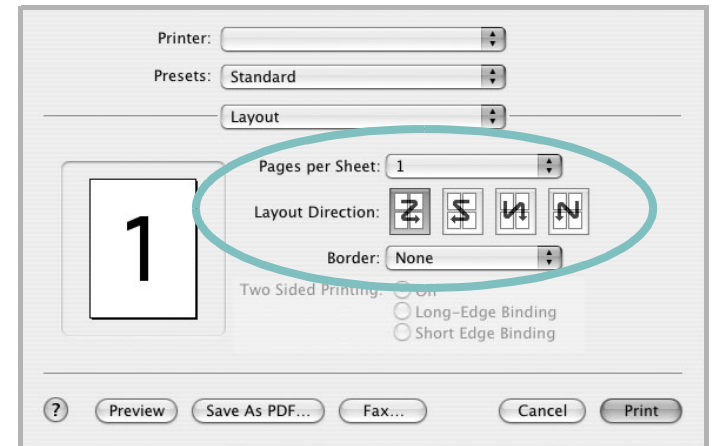 Printer:
Presets: Standard
Layout
Pages per Sheet: 1
Layout Direction:
Border: None
Two Sided Printing: Off
Long-Edge Binding
Short Edge Binding
1
? Preview Save As PDF... Fax... Cancel Print